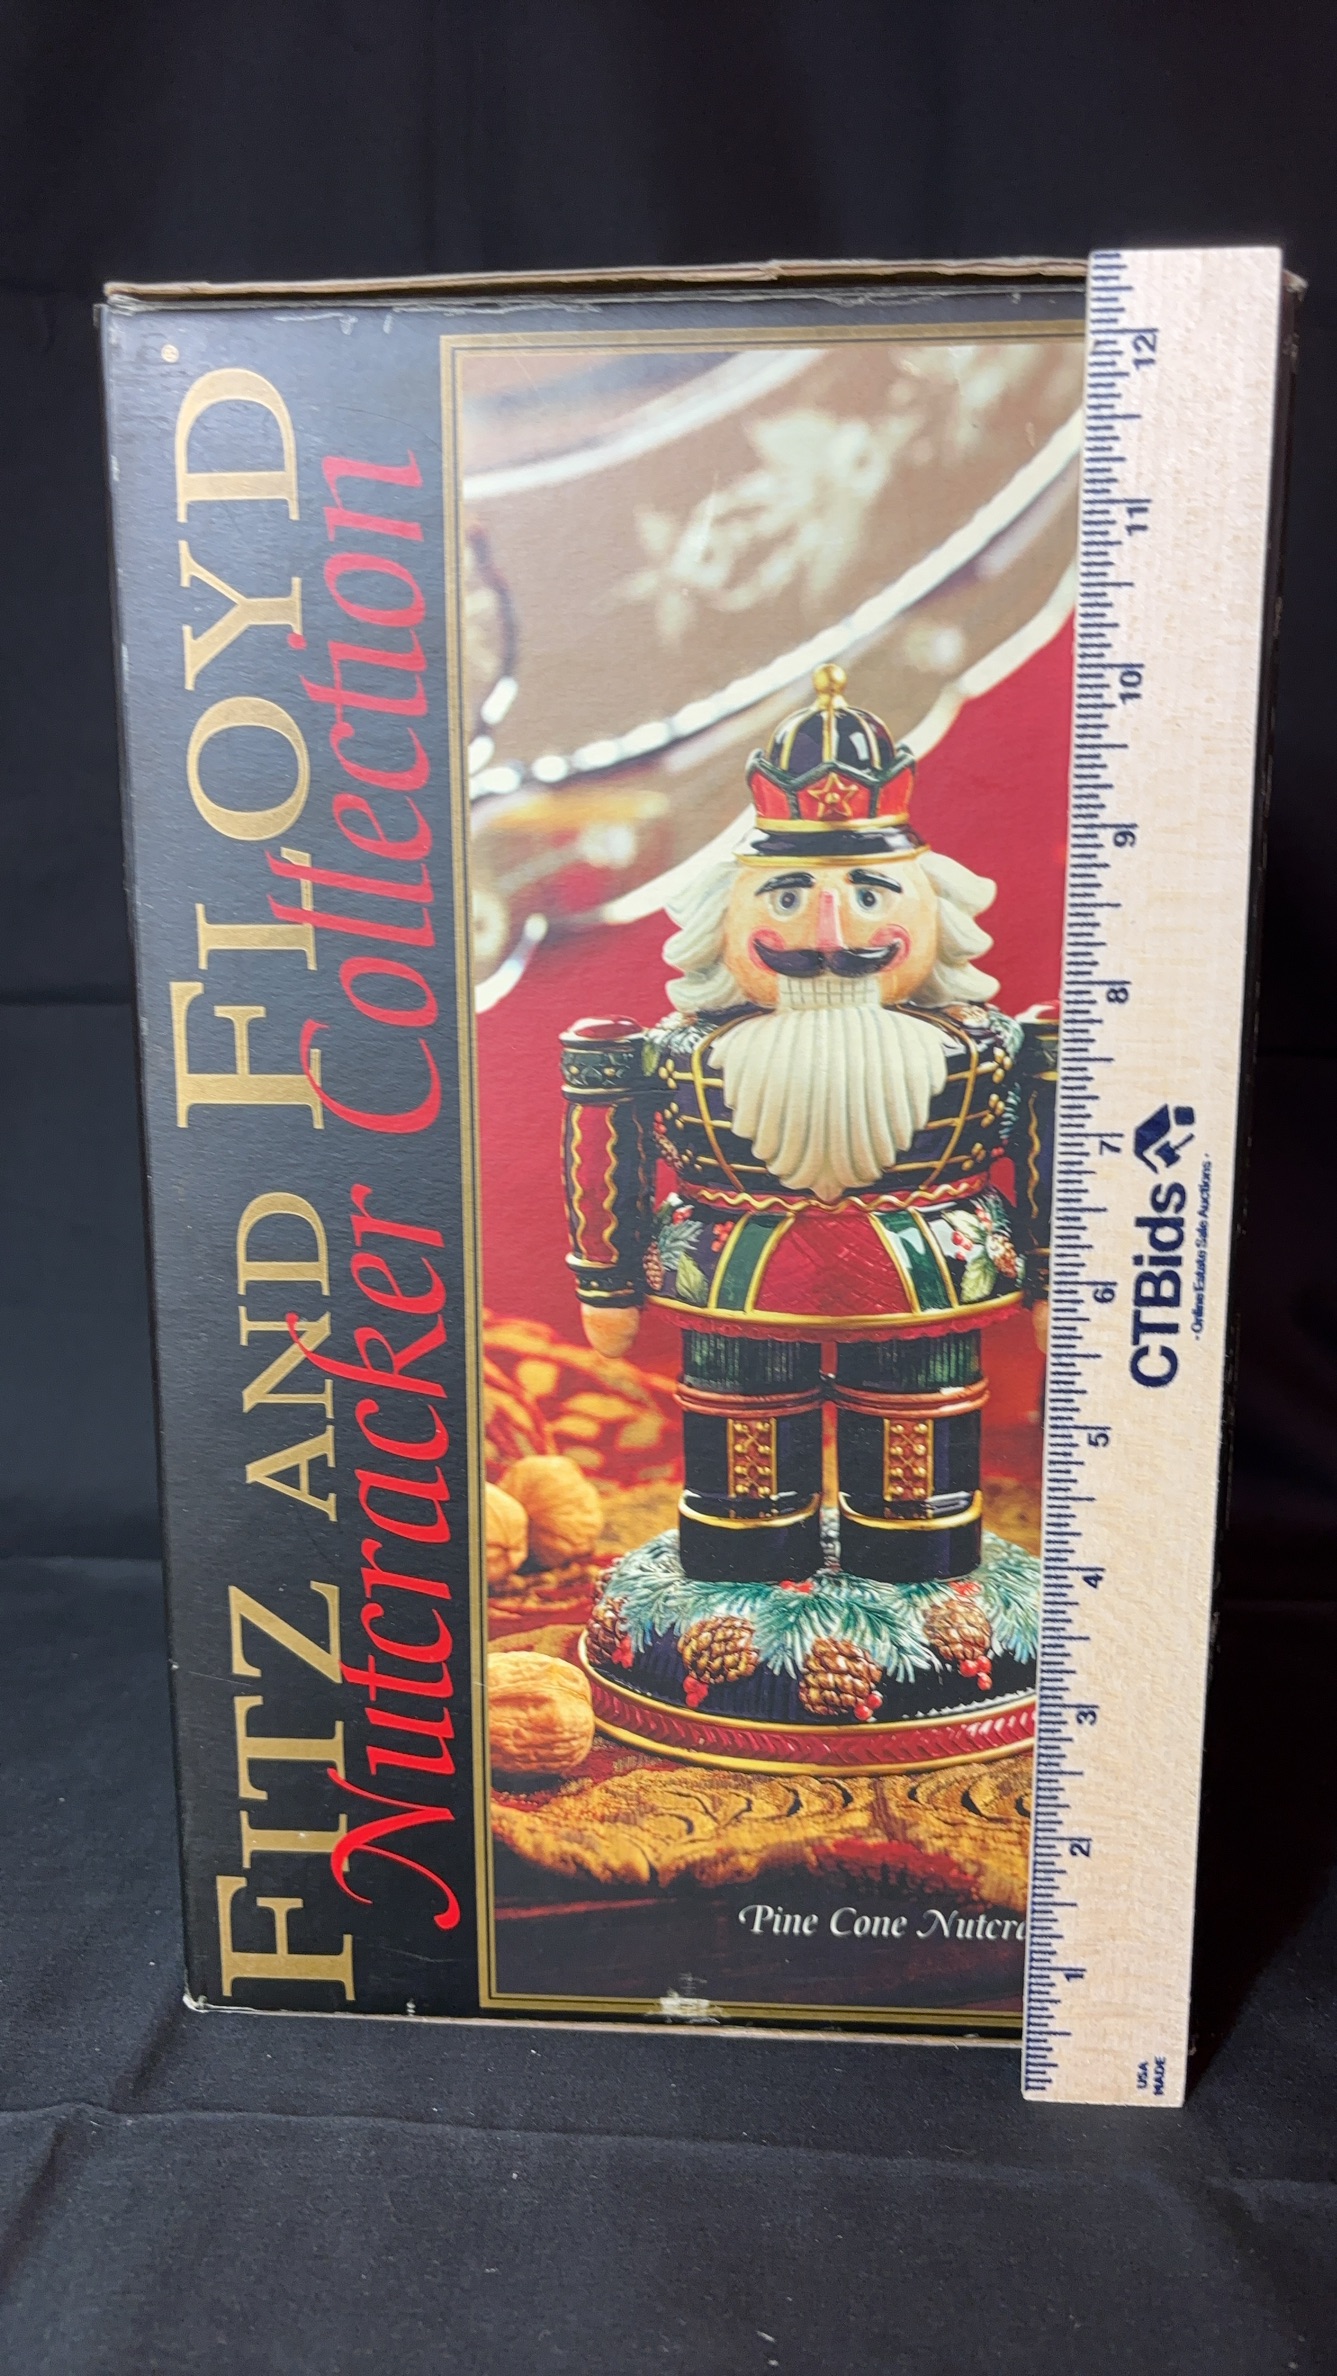 FITZ AND FLOYD®
Nutcracker Collection
Pine Cone Nutcra
12
11
10
9
8
7
6
5
4
3
2
1
CTBids
- Online Estate Sale Auctions -
USA
MADE